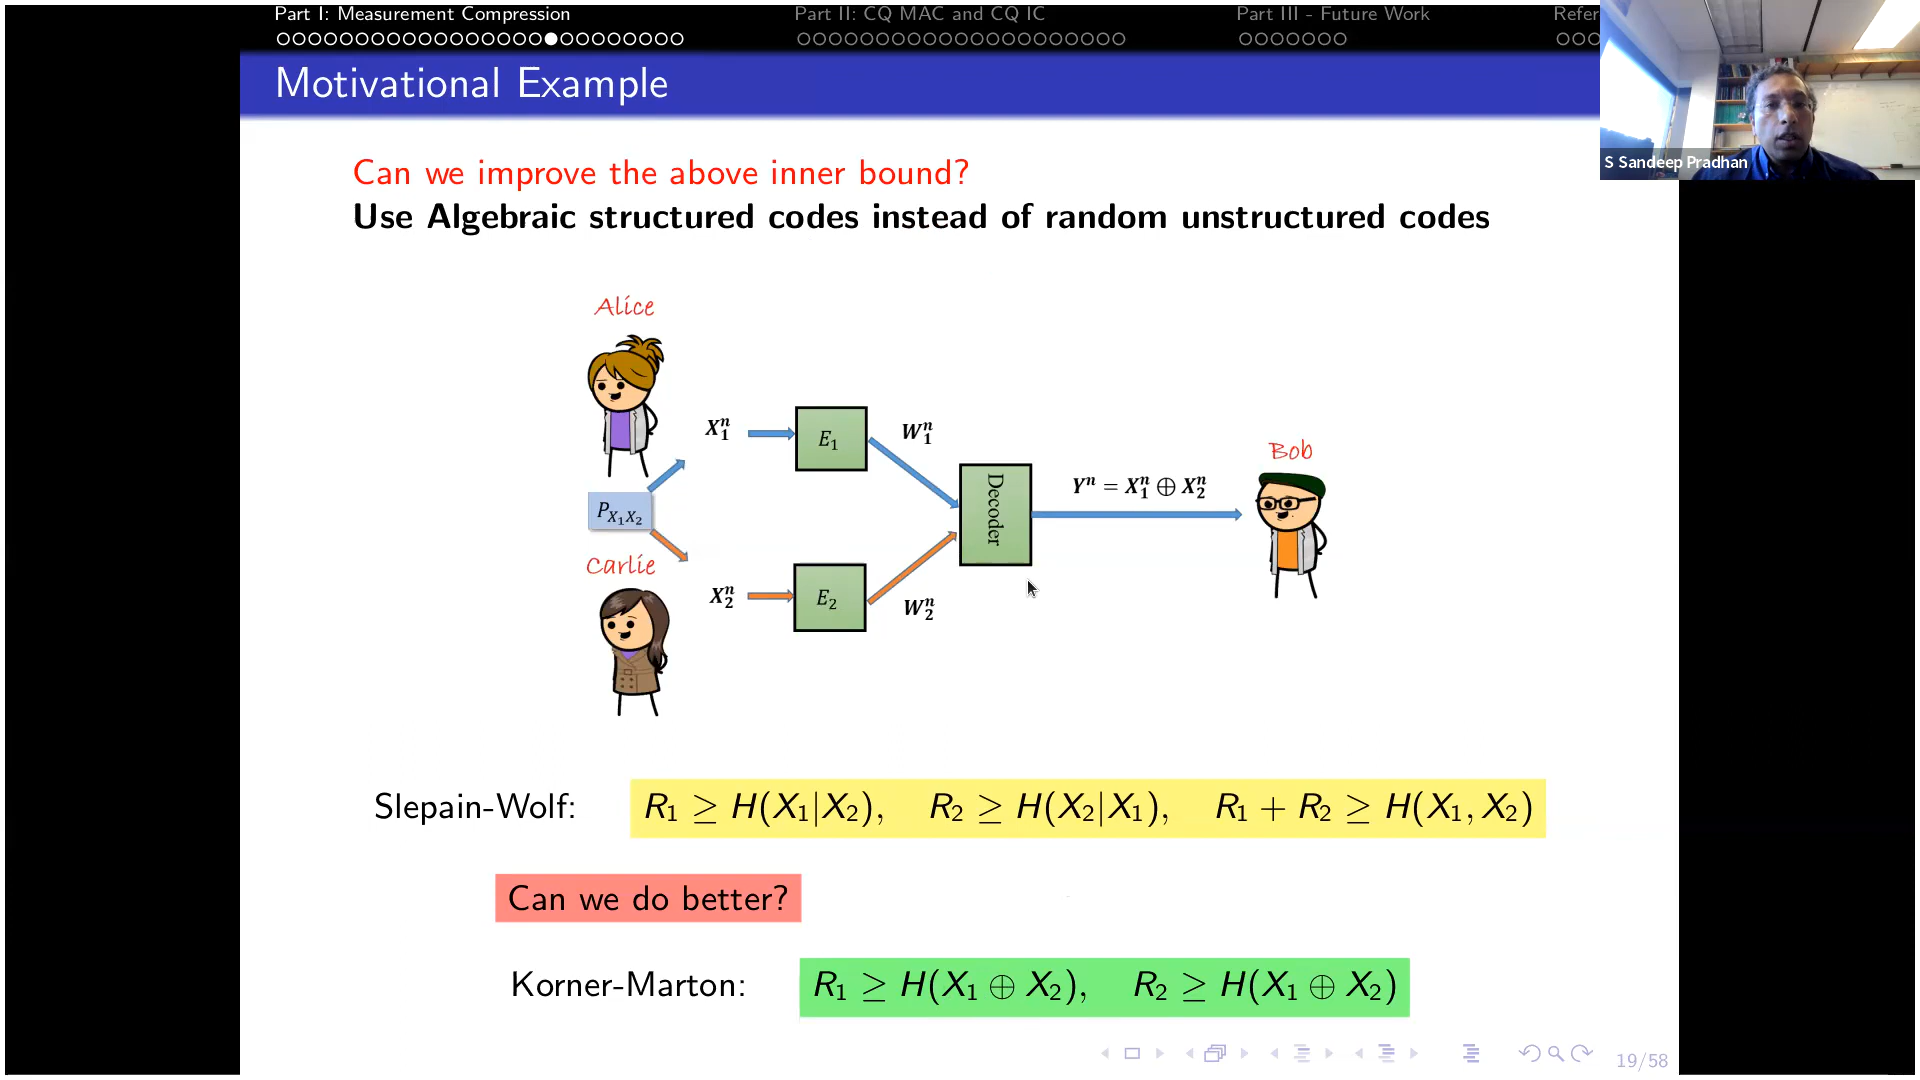 Part I: Measurement Compression Part II: CQ MAC and CQ IC Part III - Future Work Refer
Motivational Example
S Sandeep Pradhan
Can we improve the above inner bound?
Use Algebraic structured codes instead of random unstructured codes
Alice
X₁ⁿ
E₁
W₁ⁿ
Bob
Decoder
Yⁿ = X₁ⁿ ⊕ X₂ⁿ
P_{X₁X₂}
Carlie
X₂ⁿ
E₂
W₂ⁿ
Slepain-Wolf: R₁ ≥ H(X₁|X₂), R₂ ≥ H(X₂|X₁), R₁ + R₂ ≥ H(X₁, X₂)
Can we do better?
Korner-Marton: R₁ ≥ H(X₁ ⊕ X₂), R₂ ≥ H(X₁ ⊕ X₂)
19/58